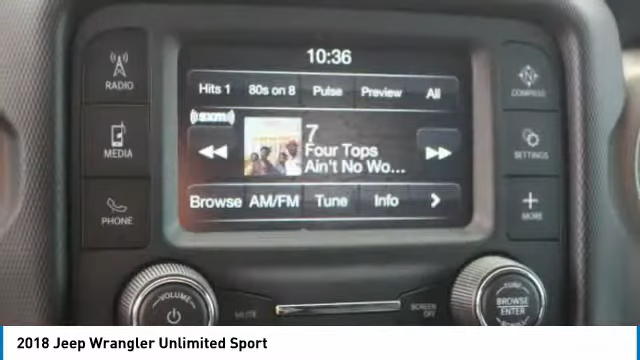 10:36
RADIO
Hits 1 80s on 8 Pulse Preview All
COMPASS
((sxm))
7
MEDIA
Four Tops
Ain't No Wo...
SETTINGS
PHONE
Browse AM/FM Tune Info >
MORE
VOLUME
MUTE
SCREEN
OFF
BROWSE
ENTER
2018 Jeep Wrangler Unlimited Sport